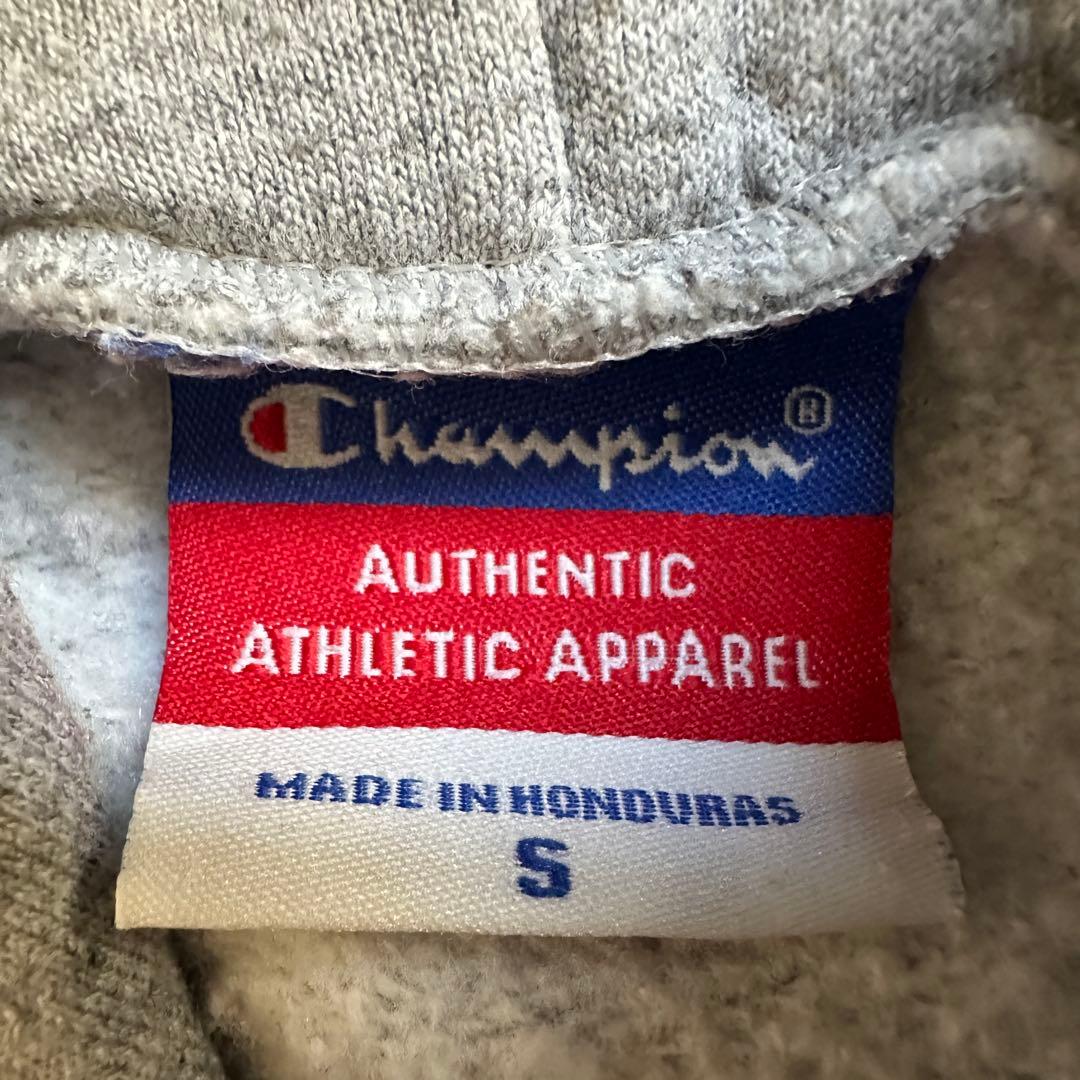 Champion®
AUTHENTIC
ATHLETIC APPAREL
MADE IN HONDURAS
S